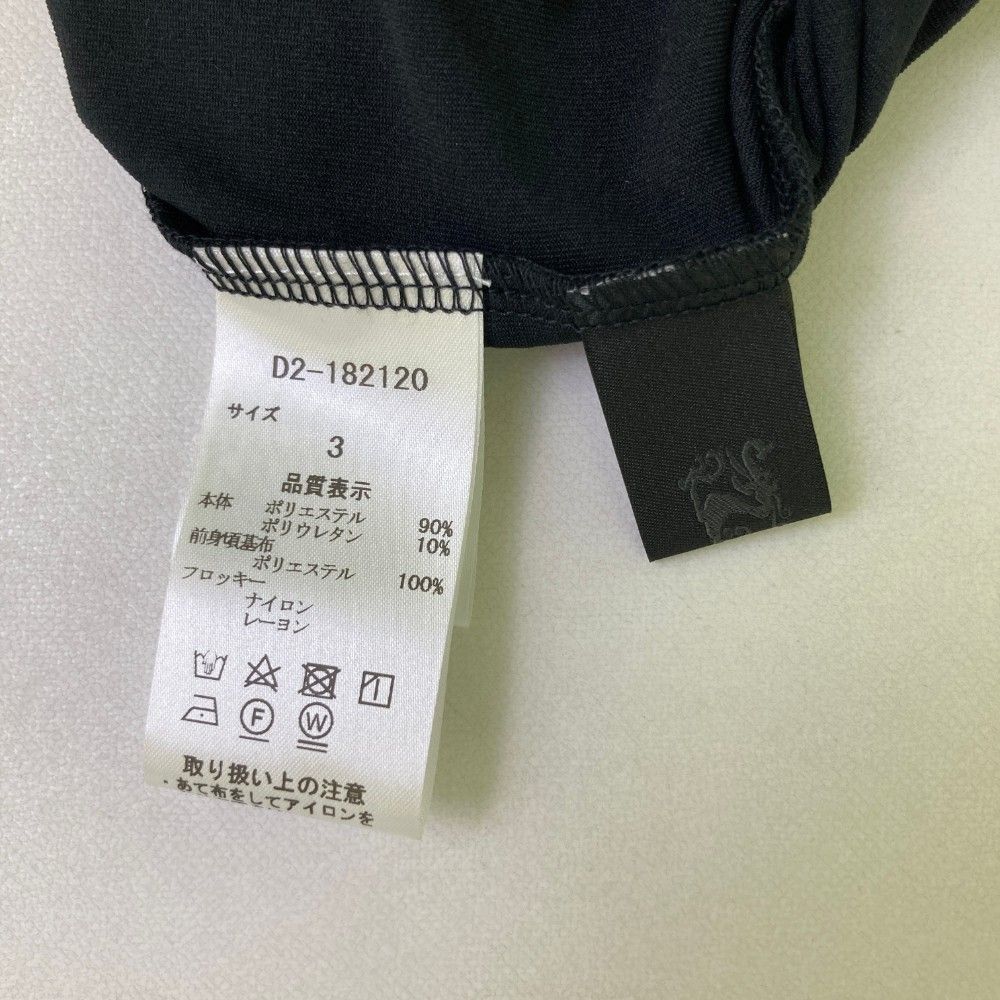 D2-182120
サイズ
3
品質表示
本体 ポリエステル 90%
ポリウレタン 10%
前身頃基布
ポリエステル 100%
フロッキー
ナイロン
レーヨン
F
W
取り扱い上の注意
・あて布をしてアイロンを